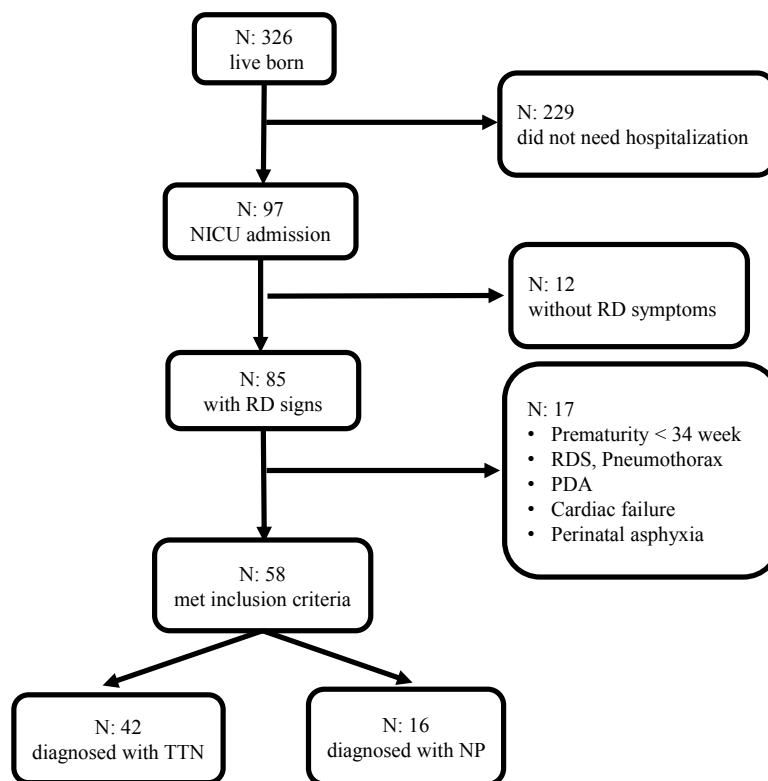 N: 326
live born
N: 229
did not need hospitalization
N: 97
NICU admission
N: 12
without RD symptoms
N: 85
with RD signs
N: 17
• Prematurity < 34 week
• RDS, Pneumothorax
• PDA
• Cardiac failure
• Perinatal asphyxia
N: 58
met inclusion criteria
N: 42
diagnosed with TTN
N: 16
diagnosed with NP